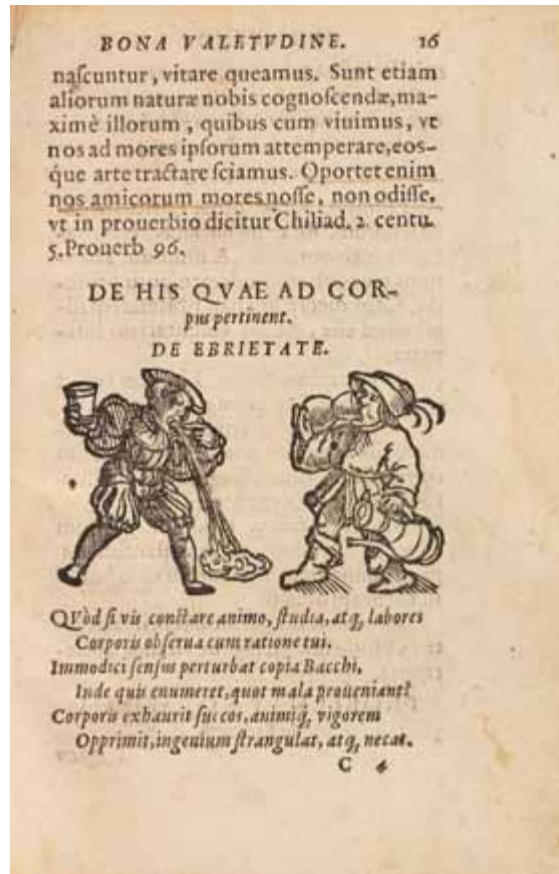 BONA VALETVDINE. 16
naſcuntur, vitare queamus. Sunt etiam
aliorum naturæ nobis cognoſcendæ, ma-
ximè illorum, quibus cum viuimus, vt
nos ad mores ipſorum attemperare, eoſ-
que arte tractare ſciamus. Oportet enim
nos amicorum mores noſſe, non odiſſe,
vt in prouerbio dicitur Chiliad. 2. centu.
5. Prouerb 96.
DE HIS QVAE AD COR-
pus pertinent.
DE EBRIETATE.
QVòd ſi vis conſtare animo, ſtudia, atq, labores
Corporis obſerua cum ratione tui.
Immodici ſenſus perturbat copia Bacchi,
Inde quis enumeret, quot mala proueniant?
Corporis exhaurit ſuccos, animiq́, vigorem
Opprimit, ingenium ſtrangulat, atq, necat.
C 4